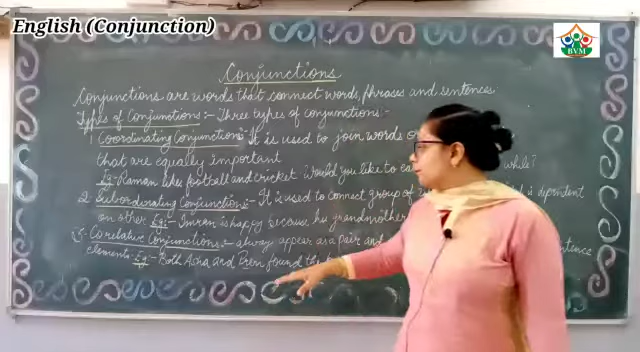 English (Conjunction)
BVM
Conjunctions
Conjunctions are words that connect words, phrases and sentences.
Types of Conjunctions:- Three types of conjunctions:-
1. Coordinating Conjunctions:- It is used to join words or
that are equally important
Eg:- Raman likes football and cricket Would you like to while?
2. Subordinating Conjunction:- It is used to connect group of is dependent
on other Eg:- Imran is happy because his grandmother
3. Corelative Conjunctions:- always appear as a pair and sentence
elements. Eg:- Both Asha and found this